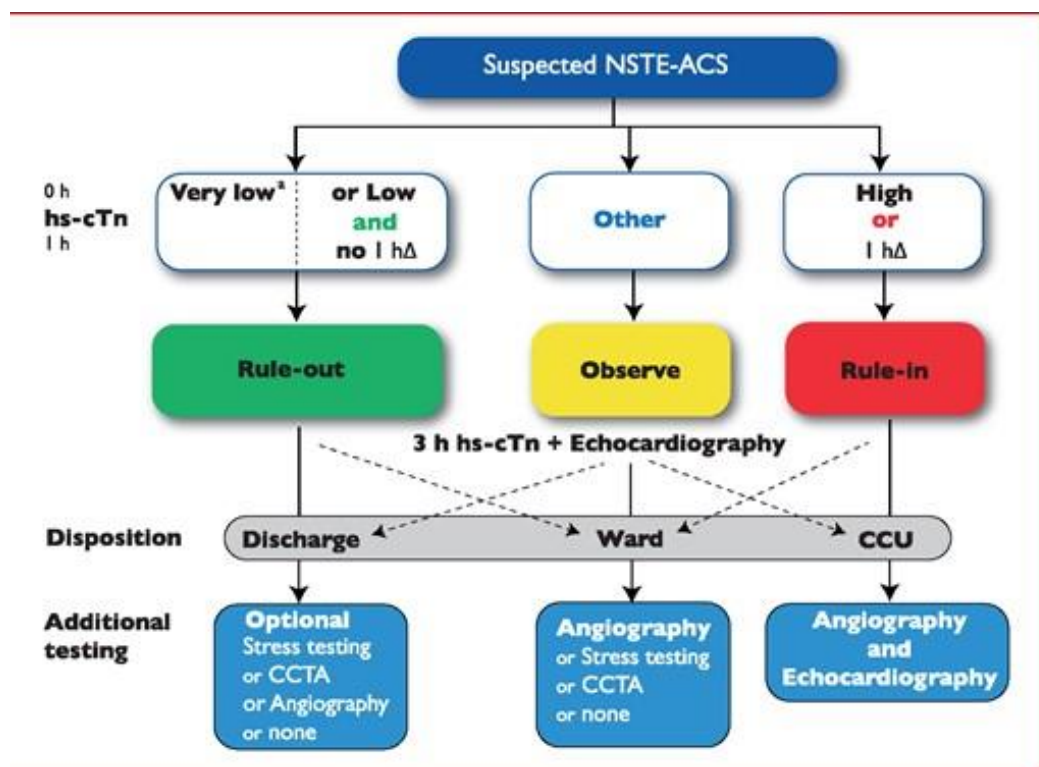 Suspected NSTE-ACS
0 h
hs-cTn
1 h
Very lowᵃ
or Low
and
no 1 hΔ
Other
High
or
1 hΔ
Rule-out
Observe
Rule-in
3 h hs-cTn + Echocardiography
Disposition
Discharge
Ward
CCU
Additional
testing
Optional
Stress testing
or CCTA
or Angiography
or none
Angiography
or Stress testing
or CCTA
or none
Angiography
and
Echocardiography